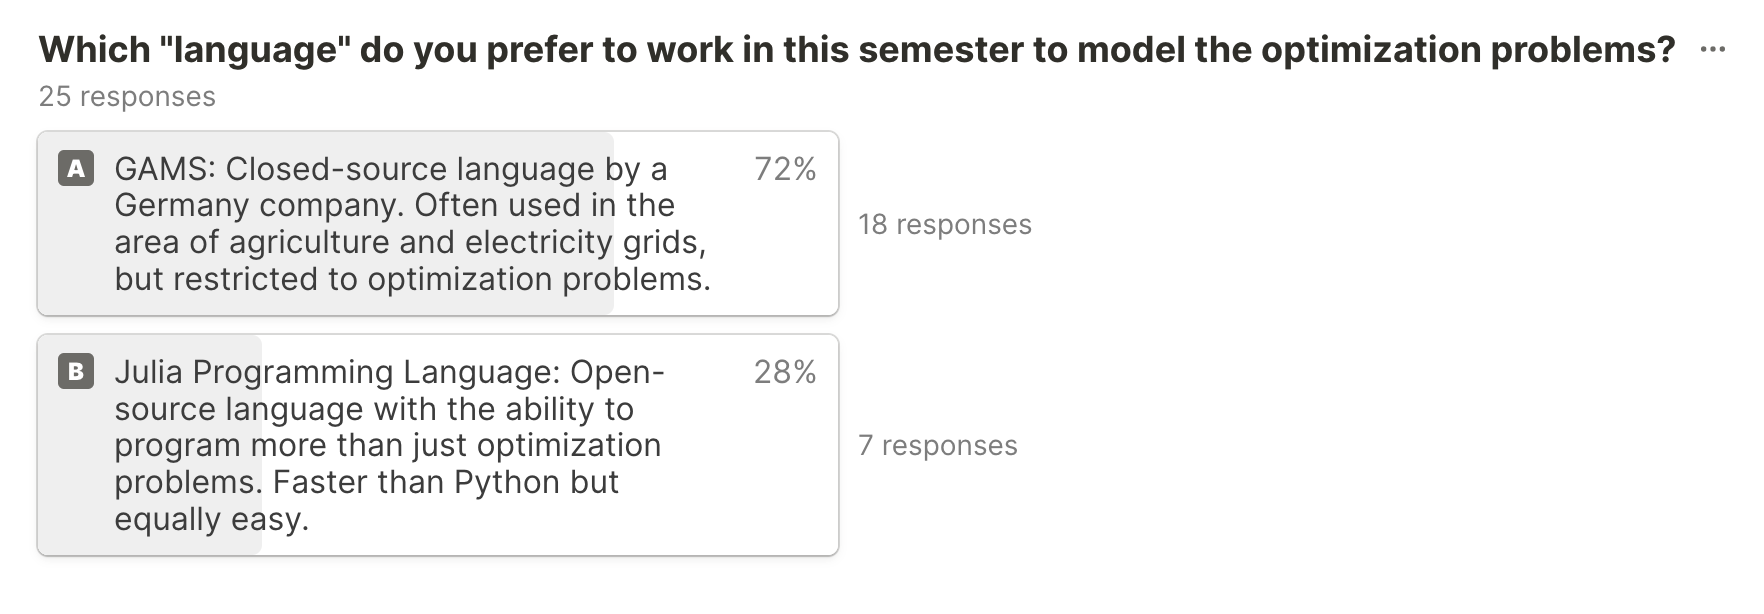 Which "language" do you prefer to work in this semester to model the optimization problems? ...
25 responses
A GAMS: Closed-source language by a 72%
Germany company. Often used in the
area of agriculture and electricity grids,
but restricted to optimization problems.
18 responses
B Julia Programming Language: Open- 28%
source language with the ability to
program more than just optimization
problems. Faster than Python but
equally easy.
7 responses